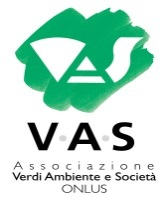 VAS
V·A·S
Associazione
Verdi Ambiente e Società
ONLUS